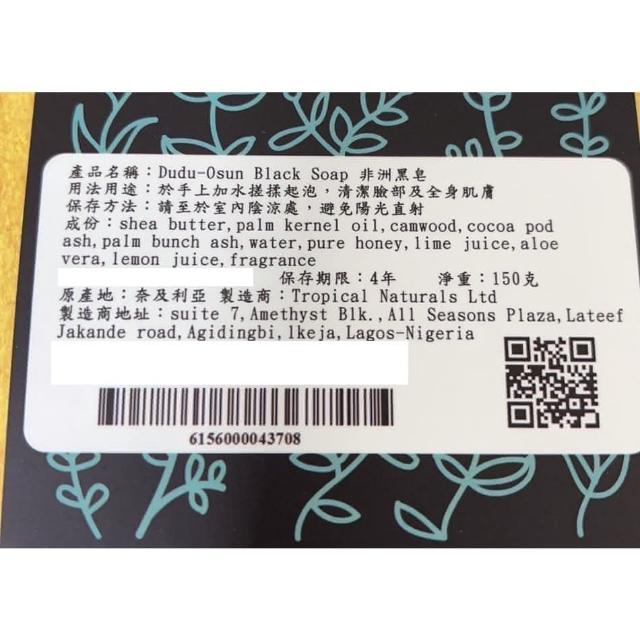 產品名稱：Dudu-Osun Black Soap 非洲黑皂
用法用途：於手上加水搓揉起泡，清潔臉部及全身肌膚
保存方法：請至於室內陰涼處，避免陽光直射
成份：shea butter,palm kernel oil,camwood,cocoa pod
ash,palm bunch ash,water,pure honey,lime juice,aloe
vera,lemon juice,fragrance
保存期限：4年 淨重：150克
原產地：奈及利亞 製造商：Tropical Naturals Ltd
製造商地址：suite 7,Amethyst Blk.,All Seasons Plaza,Lateef
Jakande road,Agidingbi,lkeja,Lagos-Nigeria
6156000043708